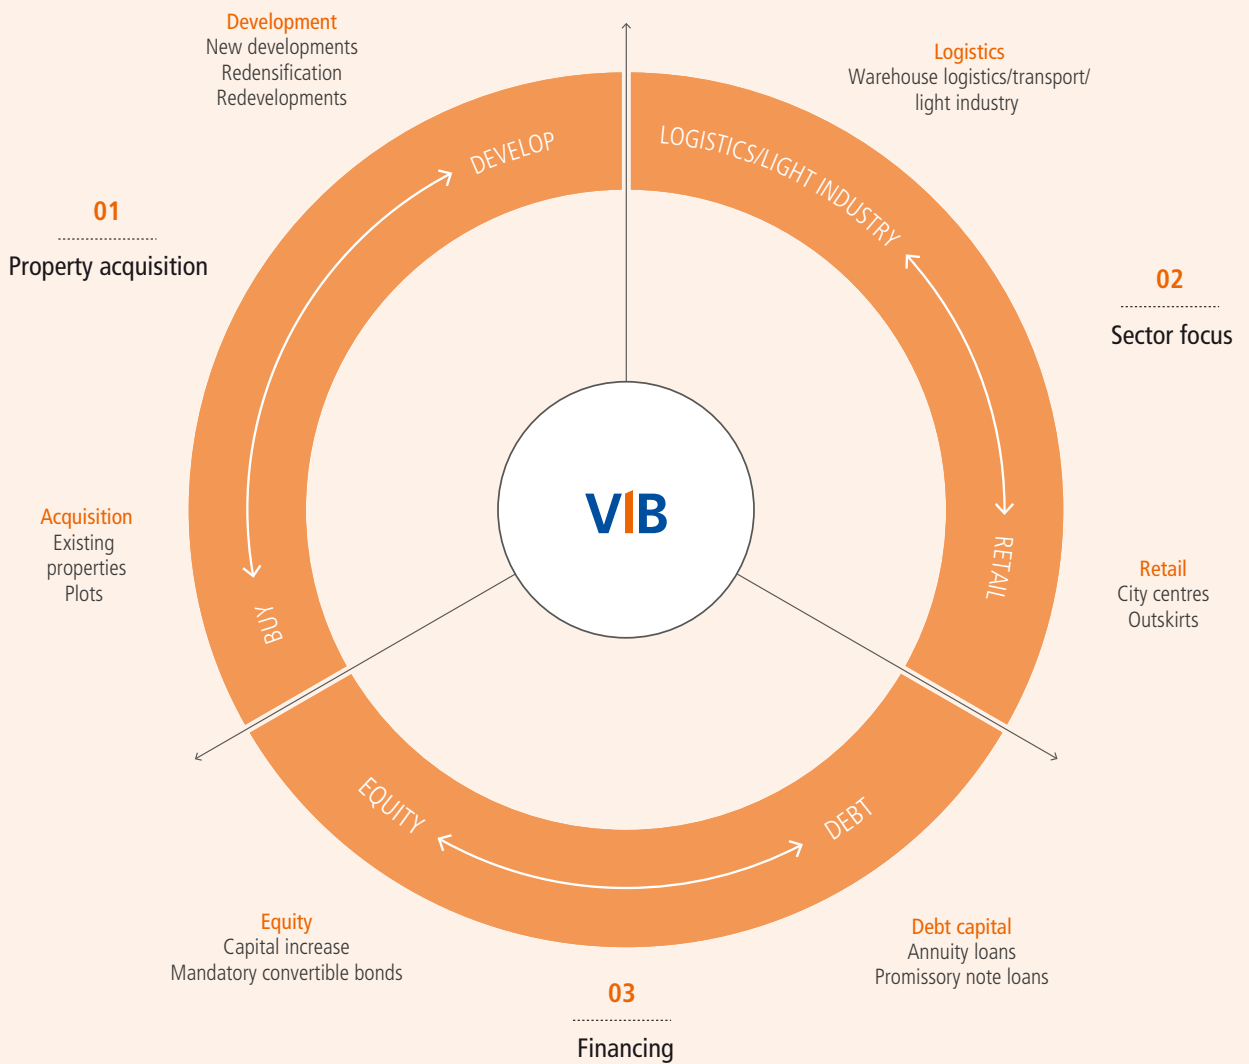 Development
New developments
Redensification
Redevelopments
Logistics
Warehouse logistics/transport/
light industry
DEVELOP
LOGISTICS/LIGHT INDUSTRY
01
Property acquisition
02
Sector focus
VIB
Acquisition
Existing
properties
Plots
BUY
RETAIL
Retail
City centres
Outskirts
EQUITY
DEBT
Equity
Capital increase
Mandatory convertible bonds
Debt capital
Annuity loans
Promissory note loans
03
Financing